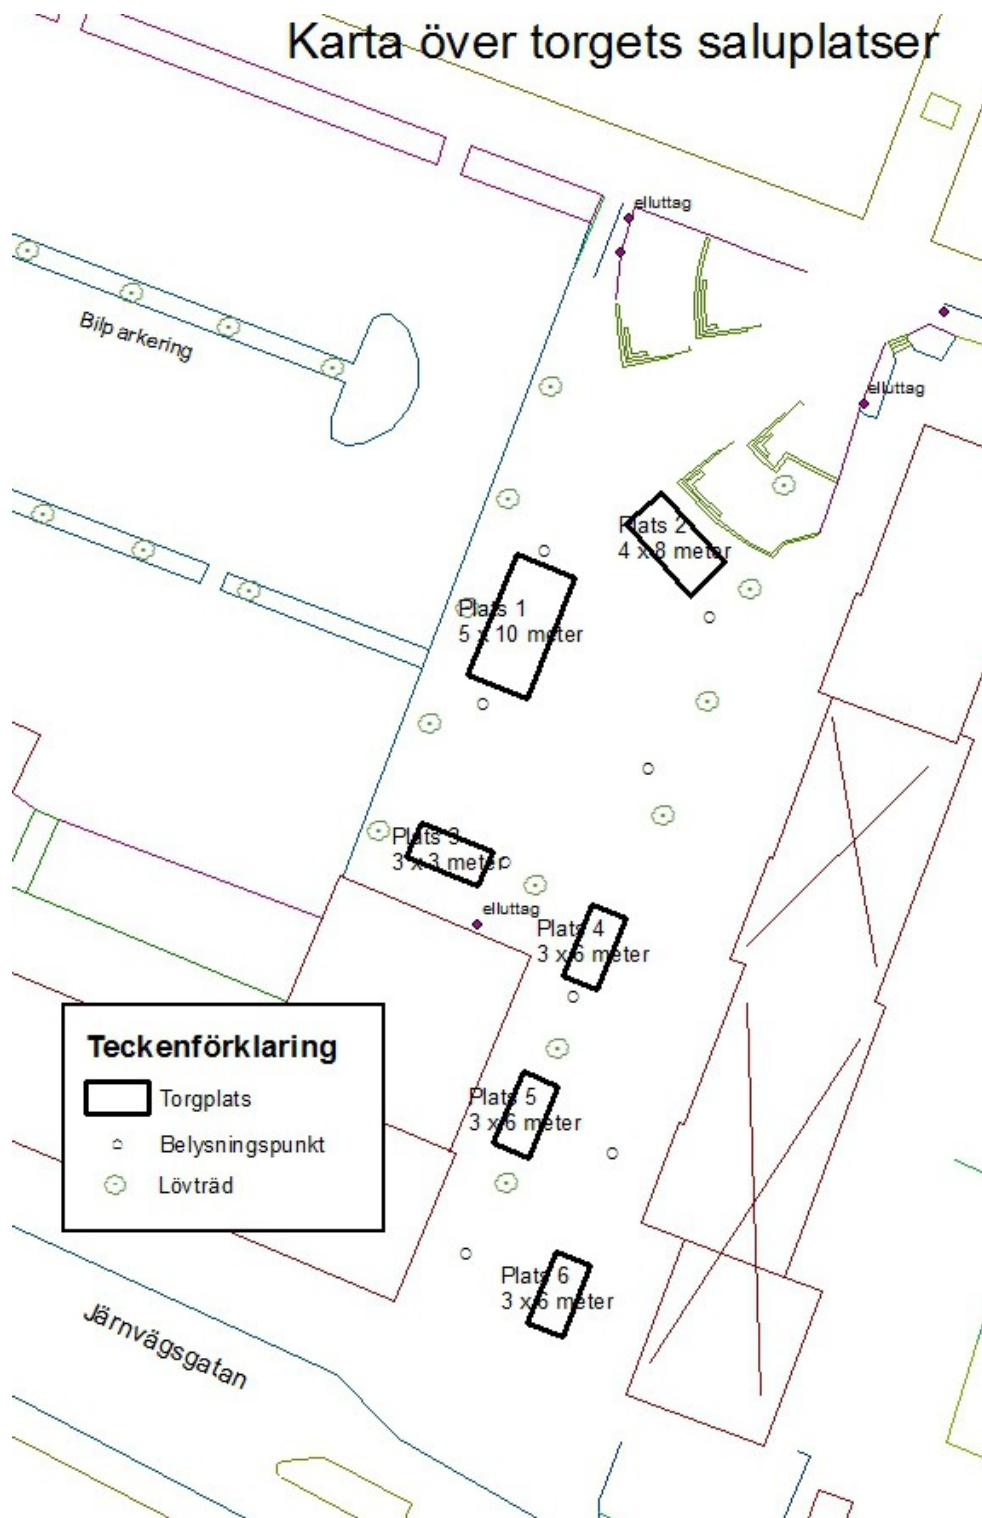 Karta över torgets saluplatser
elluttag
Bilparkering
elluttag
Plats 2
4 x 8 meter
Plats 1
5 x 10 meter
Plats 3
3 x 3 meter
elluttag
Plats 4
3 x 6 meter
Teckenförklaring
Torgplats
Belysningspunkt
Lövträd
Plats 5
3 x 6 meter
Plats 6
3 x 6 meter
Järnvägsgatan